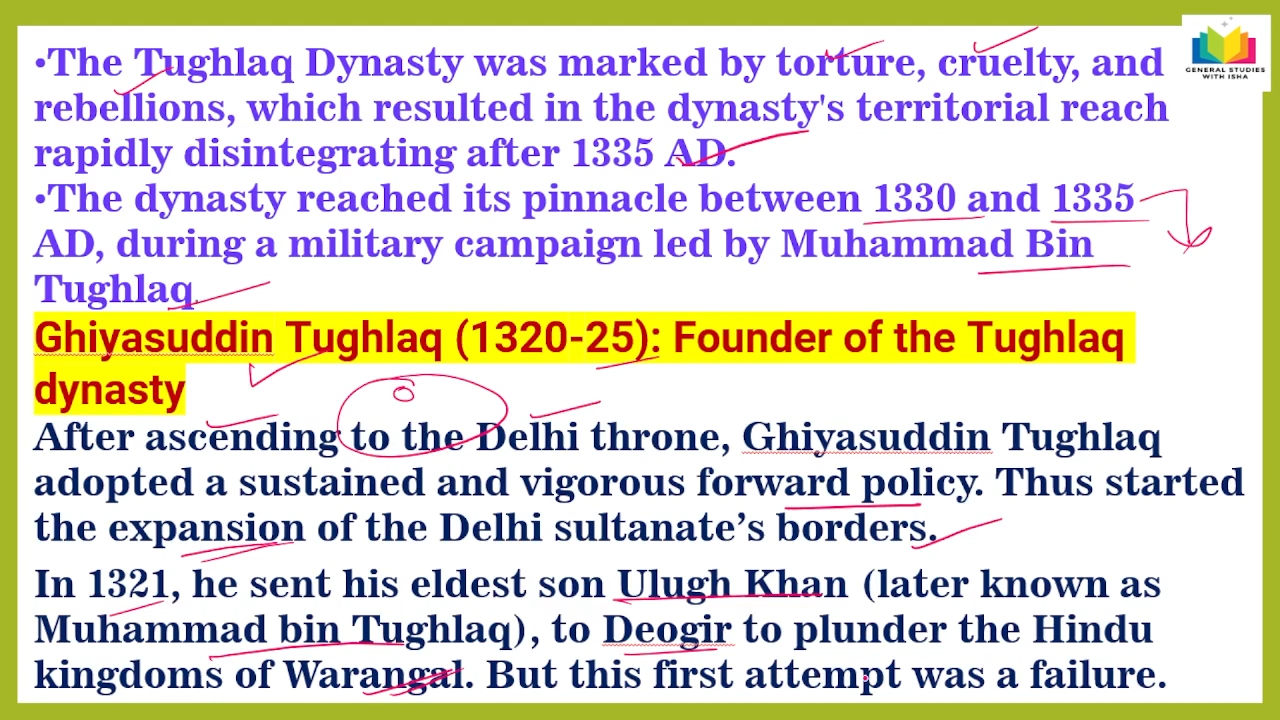 •The Tughlaq Dynasty was marked by torture, cruelty, and
rebellions, which resulted in the dynasty's territorial reach
rapidly disintegrating after 1335 AD.
•The dynasty reached its pinnacle between 1330 and 1335
AD, during a military campaign led by Muhammad Bin
Tughlaq.
Ghiyasuddin Tughlaq (1320-25): Founder of the Tughlaq
dynasty
After ascending to the Delhi throne, Ghiyasuddin Tughlaq
adopted a sustained and vigorous forward policy. Thus started
the expansion of the Delhi sultanate’s borders.
In 1321, he sent his eldest son Ulugh Khan (later known as
Muhammad bin Tughlaq), to Deogir to plunder the Hindu
kingdoms of Warangal. But this first attempt was a failure.
GENERAL STUDIES
WITH ISHA